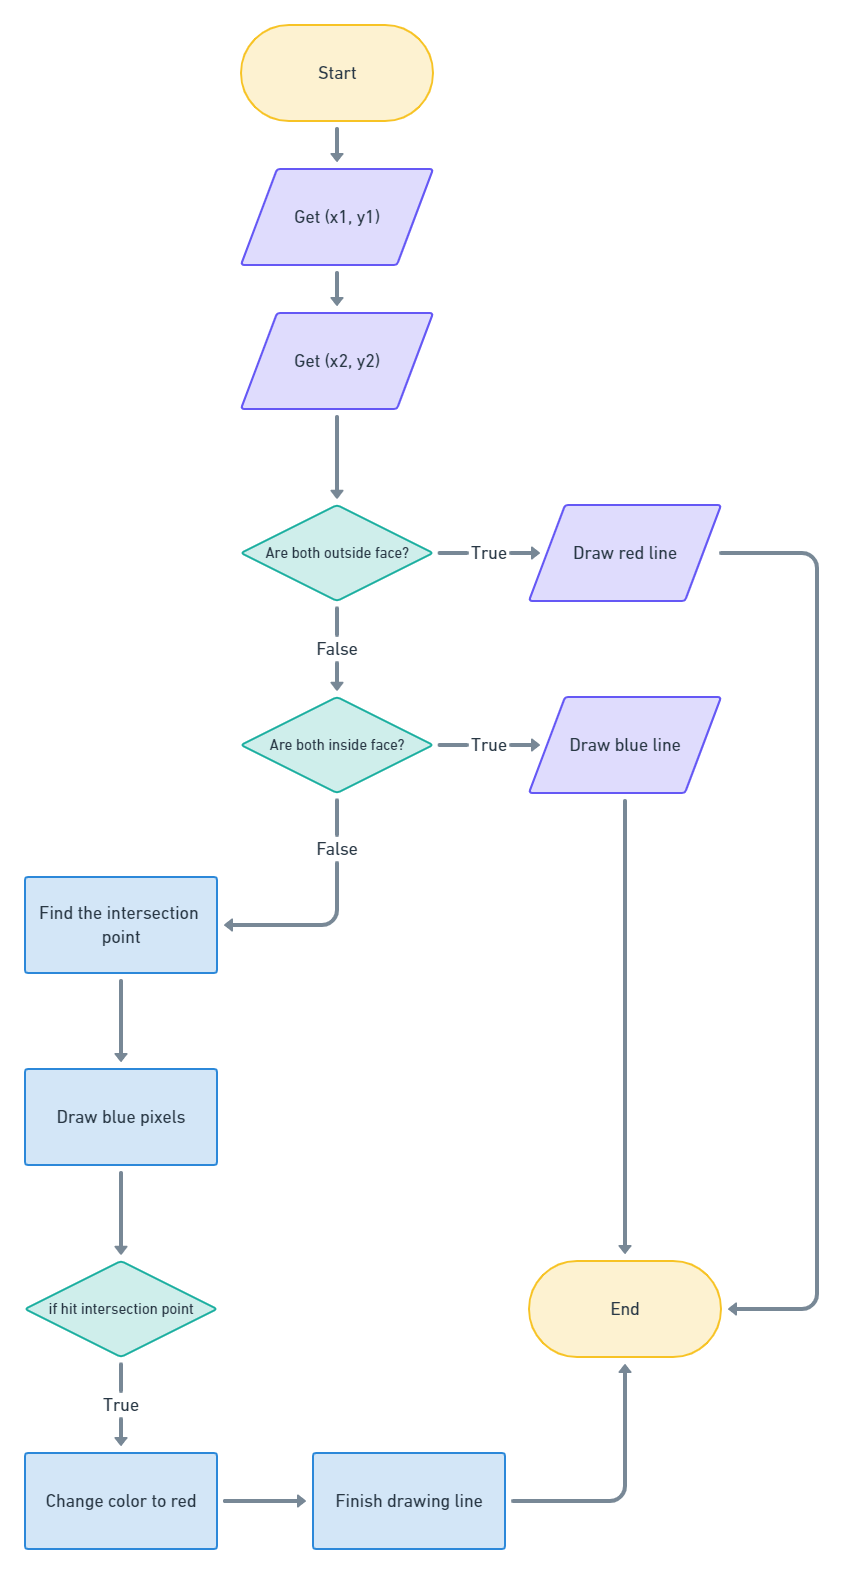 Start
Get (x1, y1)
Get (x2, y2)
Are both outside face?
True
Draw red line
False
Are both inside face?
True
Draw blue line
False
Find the intersection
point
Draw blue pixels
if hit intersection point
End
True
Change color to red
Finish drawing line